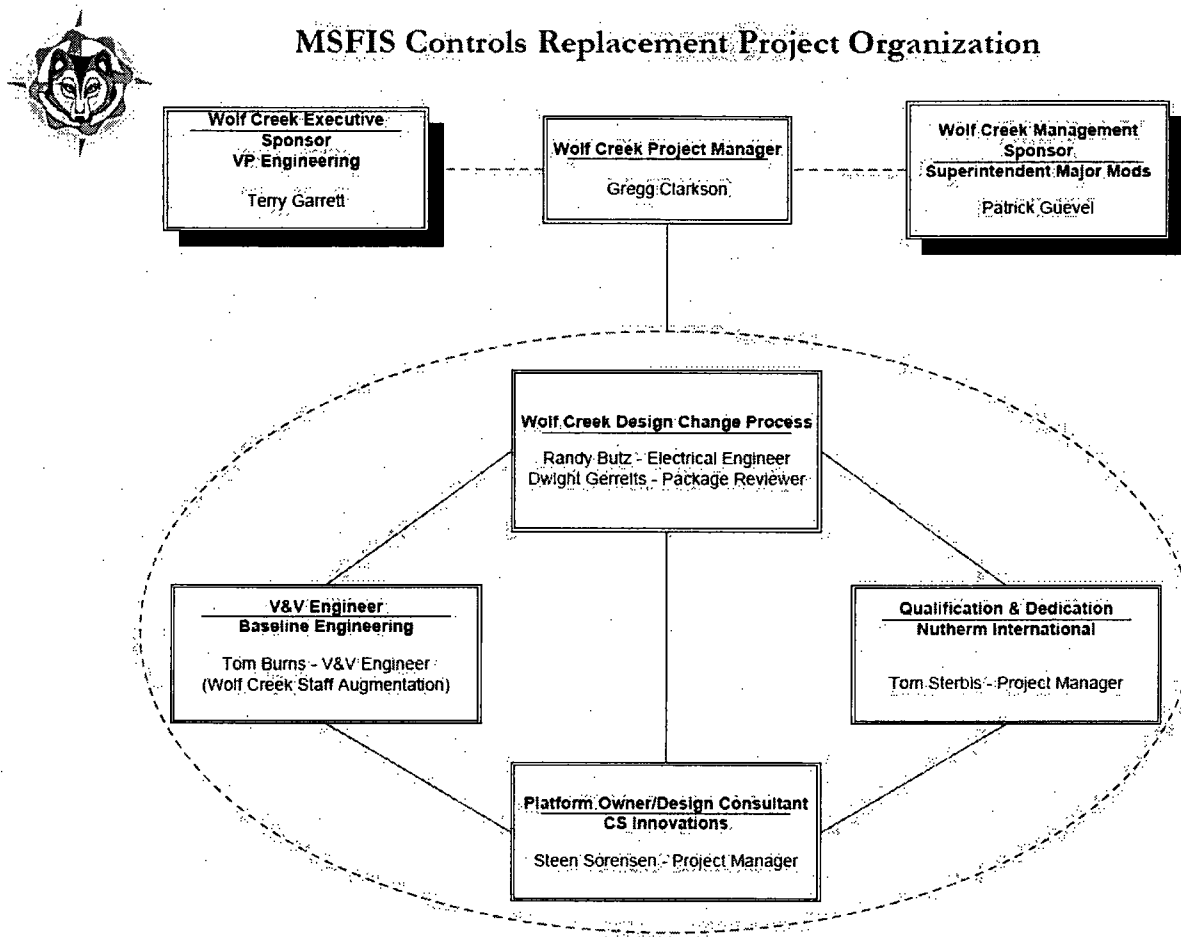 MSFIS Controls Replacement Project Organization
Wolf Creek Executive
Sponsor
VP Engineering
Terry Garrett
Wolf Creek Project Manager
Gregg Clarkson
Wolf Creek Management
Sponsor
Superintendent Major Mods
Patrick Guevel
Wolf Creek Design Change Process
Randy Butz - Electrical Engineer
Dwight Gerrelts - Package Reviewer
V&V Engineer
Baseline Engineering
Tom Burns - V&V Engineer
(Wolf Creek Staff Augmentation)
Qualification & Dedication
Nutherm International
Tom Sterbis - Project Manager
Platform Owner/Design Consultant
CS Innovations
Steen Sorensen - Project Manager